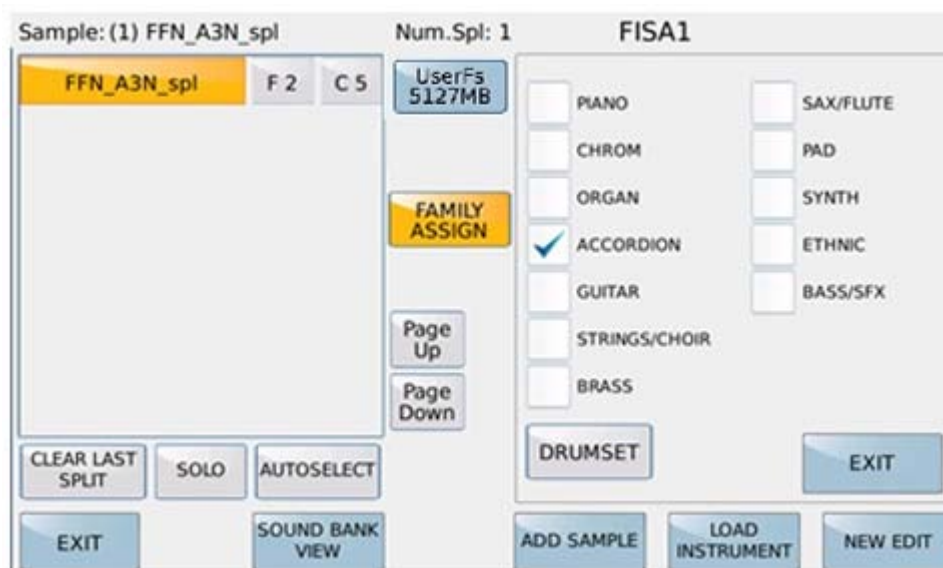 Sample: (1) FFN_A3N_spl Num.Spl: 1 FISA1
FFN_A3N_spl F 2 C 5
UserFs
5127MB
FAMILY
ASSIGN
Page
Up
Page
Down
PIANO
CHROM
ORGAN
ACCORDION
GUITAR
STRINGS/CHOIR
BRASS
SAX/FLUTE
PAD
SYNTH
ETHNIC
BASS/SFX
DRUMSET
EXIT
CLEAR LAST
SPLIT
SOLO
AUTOSELECT
EXIT
SOUND BANK
VIEW
ADD SAMPLE
LOAD
INSTRUMENT
NEW EDIT